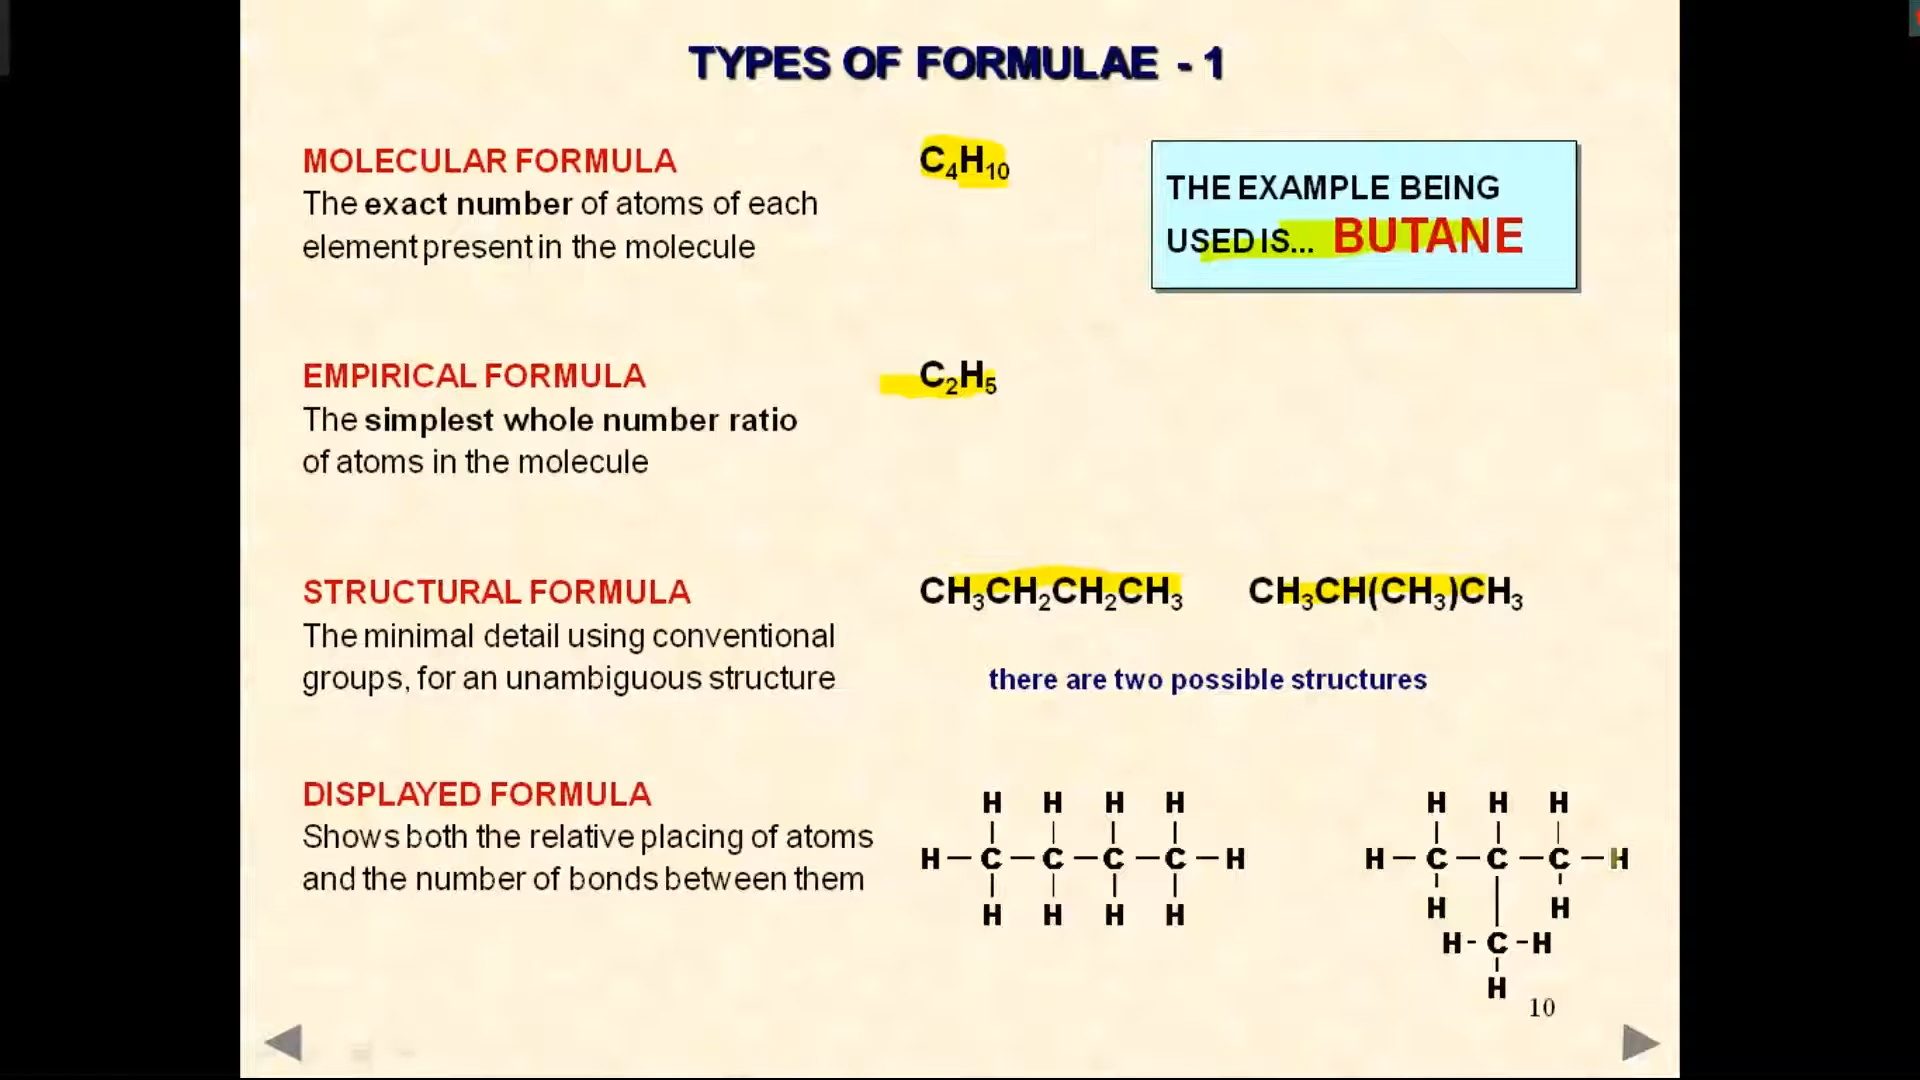 TYPES OF FORMULAE - 1
MOLECULAR FORMULA
The exact number of atoms of each
element present in the molecule
C₄H₁₀
THE EXAMPLE BEING
USED IS... BUTANE
EMPIRICAL FORMULA
The simplest whole number ratio
of atoms in the molecule
C₂H₅
STRUCTURAL FORMULA
The minimal detail using conventional
groups, for an unambiguous structure
CH₃CH₂CH₂CH₃ CH₃CH(CH₃)CH₃
there are two possible structures
DISPLAYED FORMULA
Shows both the relative placing of atoms
and the number of bonds between them
H H H H
H – C – C – C – C – H
H H H H
H H H
H – C – C – C – H
H H
H - C - H
H
10